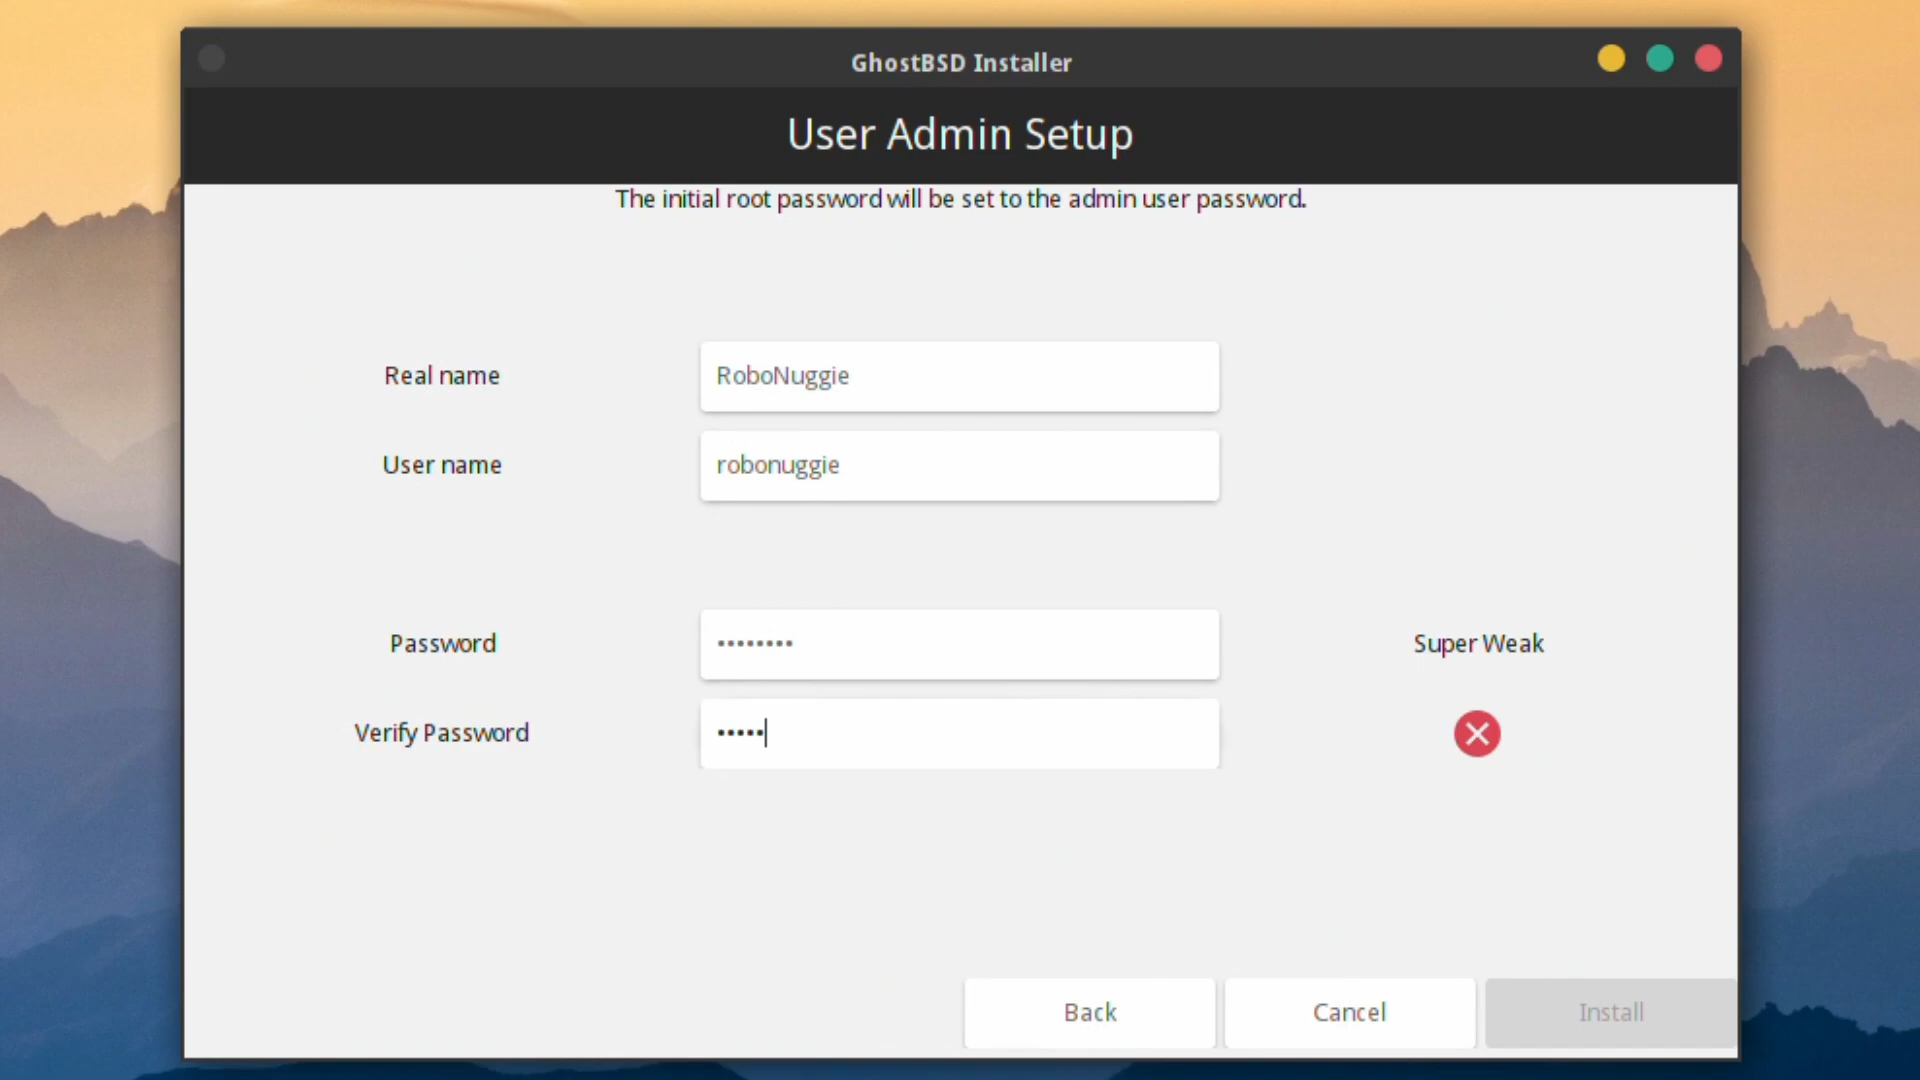 GhostBSD Installer
User Admin Setup
The initial root password will be set to the admin user password.
Real name
RoboNuggie
User name
robonuggie
Password
••••••••
Super Weak
Verify Password
•••••
Back
Cancel
Install